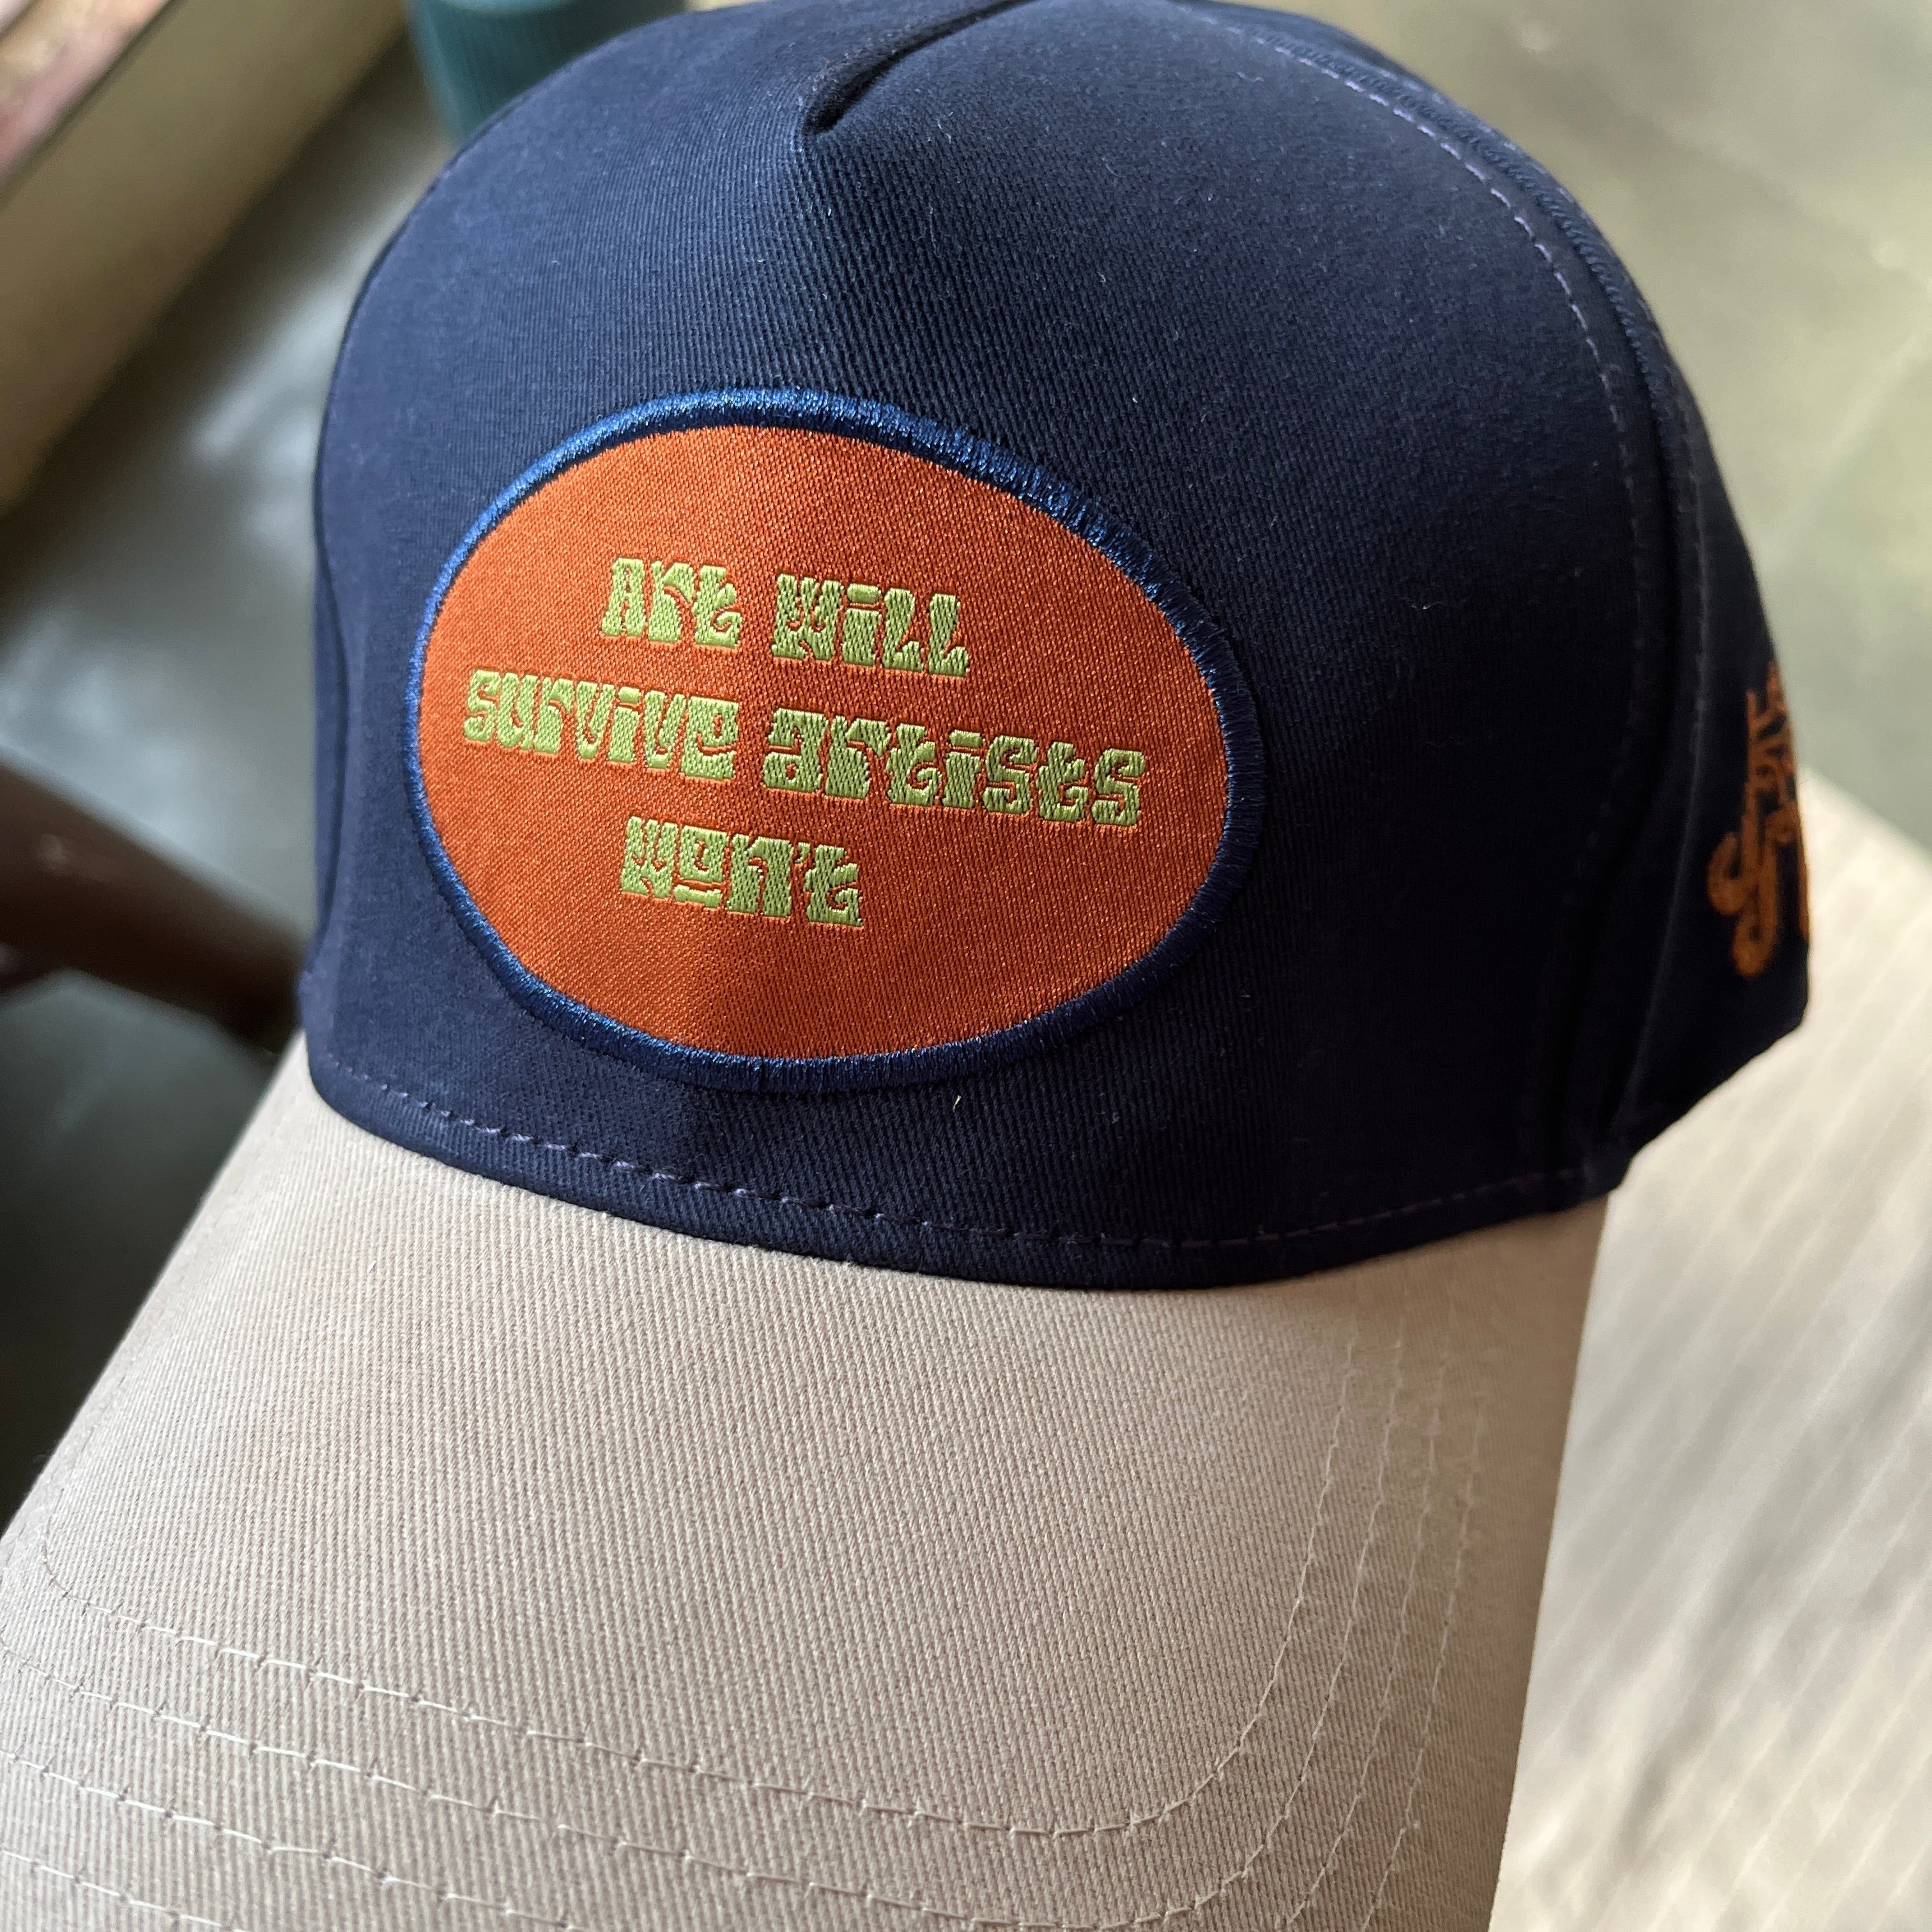 Art Will
survive artists
won't